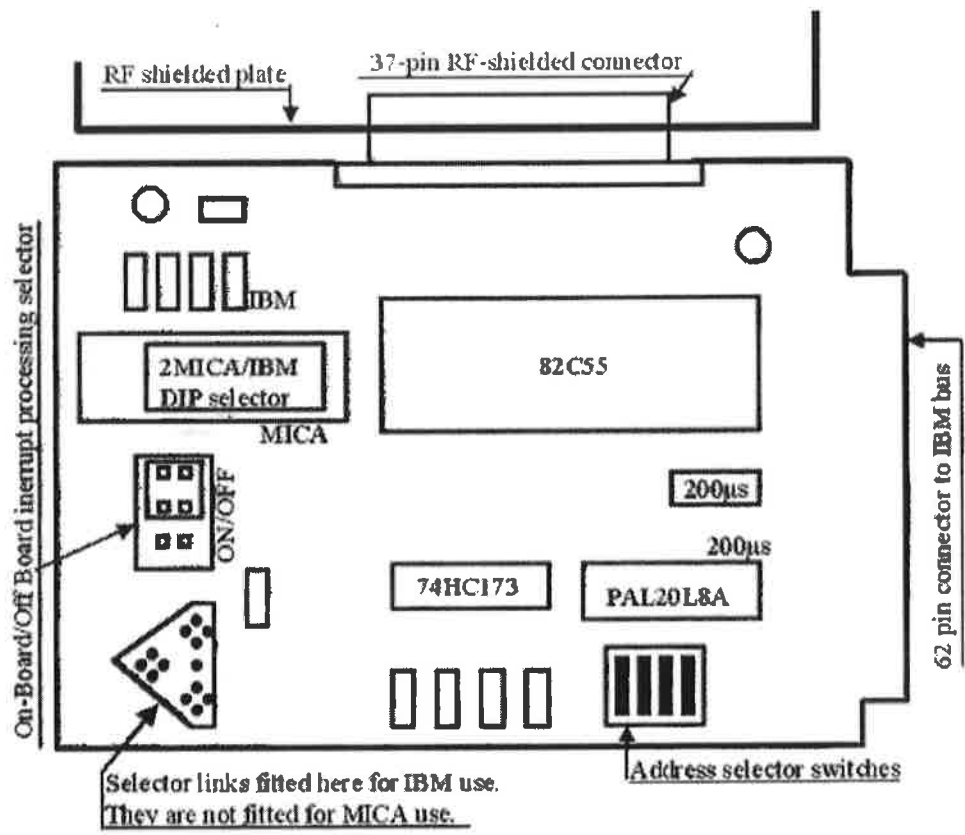 37-pin RF-shielded connector
RF shielded plate
IBM
2MICA/IBM
DIP selector
MICA
82C55
ON/OFF
200μs
200μs
74HC173
PAL20L8A
On-Board/Off Board inerrupt processing selector
62 pin connector to IBM bus
Address selector switches
Selector links fitted here for IBM use.
They are not fitted for MICA use.